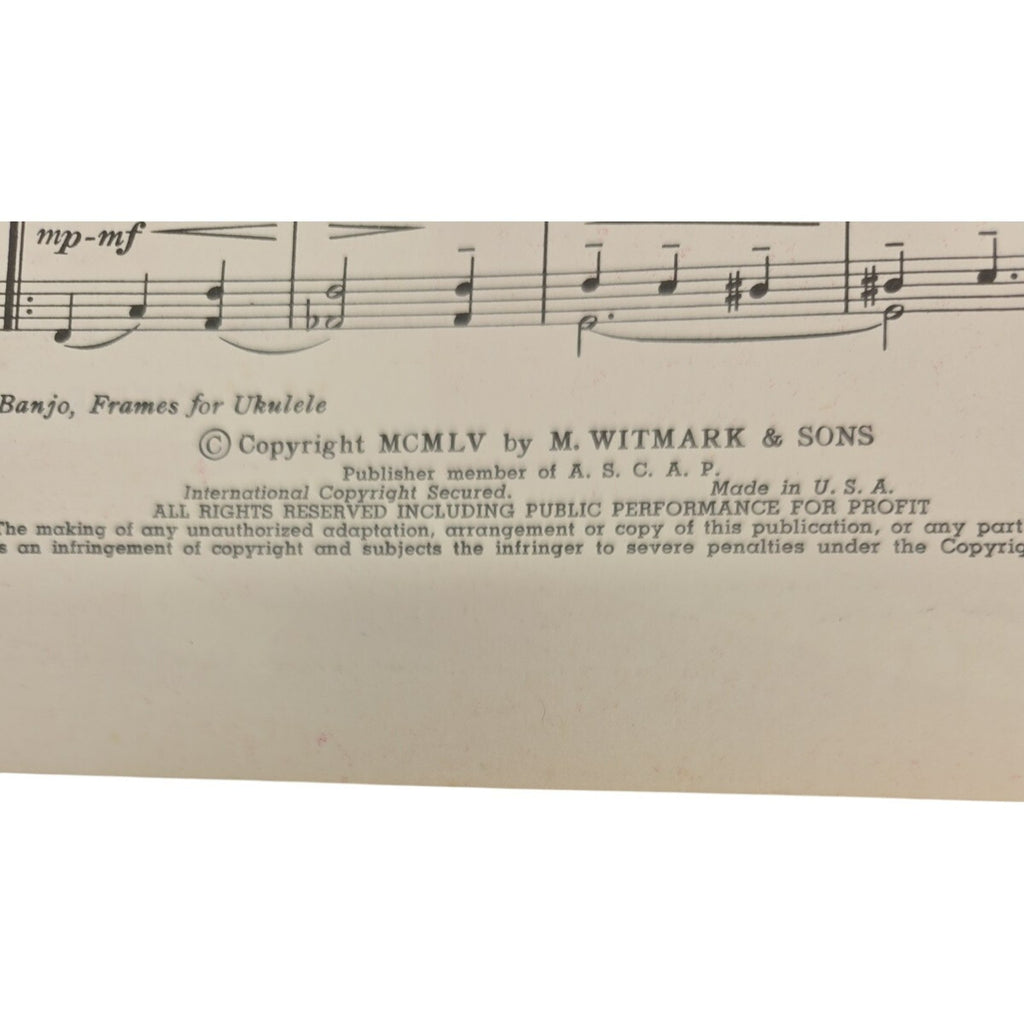 mp-mf
Banjo, Frames for Ukulele
© Copyright MCMLV by M. WITMARK & SONS
Publisher member of A. S. C. A. P.
International Copyright Secured. Made in U. S. A.
ALL RIGHTS RESERVED INCLUDING PUBLIC PERFORMANCE FOR PROFIT
The making of any unauthorized adaptation, arrangement or copy of this publication, or any part
s an infringement of copyright and subjects the infringer to severe penalties under the Copyrig